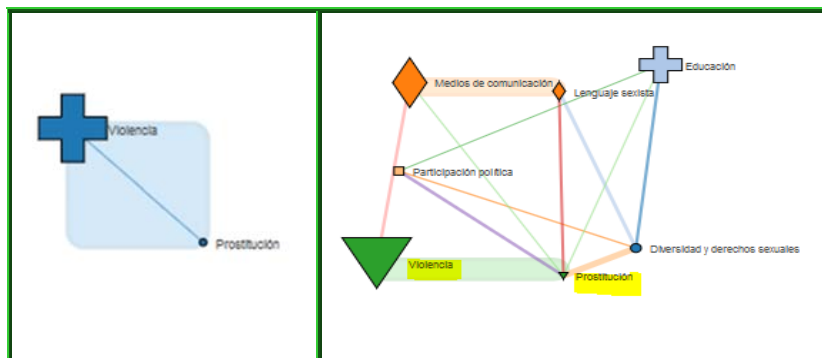 Violencia
Prostitución
Educación
Medios de comunicación
Lenguaje sexista
Participación política
Diversidad y derechos sexuales
Violencia
Prostitución